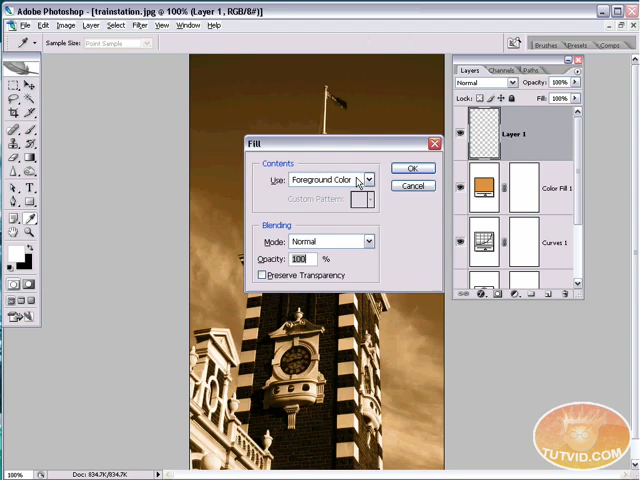 Adobe Photoshop - [trainstation.jpg @ 100% (Layer 1, RGB/8#)]
File Edit Image Layer Select Filter View Window Help
Sample Size: Point Sample
Brushes Presets Comps
Layers Channels Paths
Normal Opacity: 100%
Lock: Fill: 100%
Layer 1
Color Fill 1
Curves 1
Fill
Contents
Use: Foreground Color
Custom Pattern:
OK
Cancel
Blending
Mode: Normal
Opacity: 100 %
Preserve Transparency
TUTVID.COM
100% Doc: 834.7K/834.7K